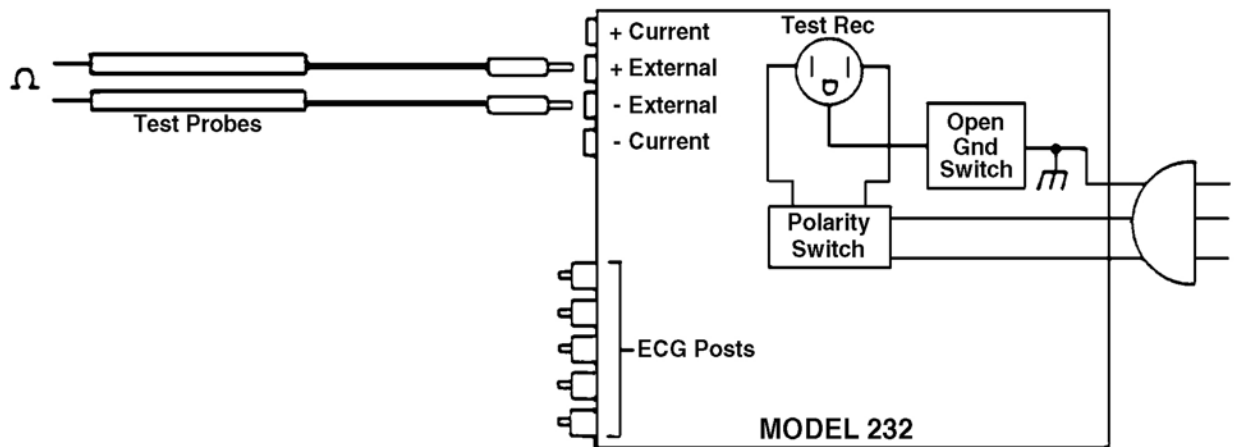 + Current
Test Rec
Ω
+ External
- External
Test Probes
- Current
Open
Gnd
Switch
Polarity
Switch
ECG Posts
MODEL 232